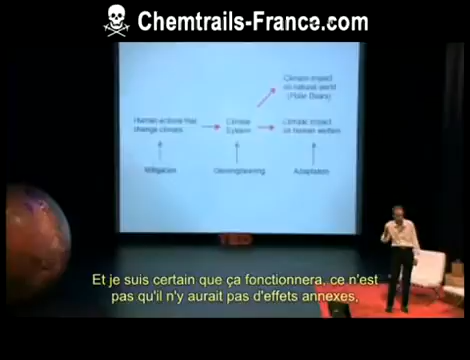 Chemtrails-France.com
Climate impact
on natural world
(Polar Bears)
Human actions that
change climate
Climate
System
Climate impact
on human welfare
Mitigation
Geoengineering
Adaptation
TED
Et je suis certain que ça fonctionnera, ce n'est
pas qu'il n'y aurait pas d'effets annexes,